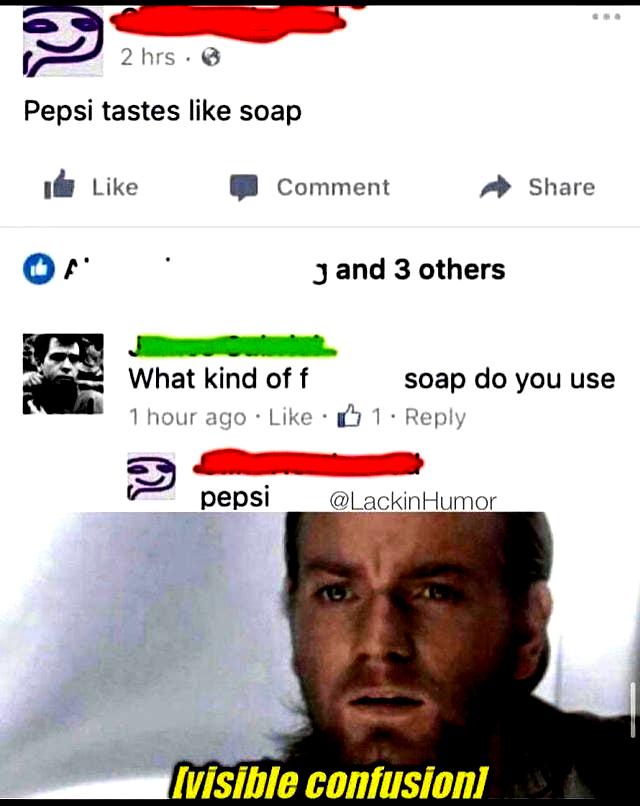 2 hrs ·
Pepsi tastes like soap
Like Comment Share
and 3 others
What kind of f soap do you use
1 hour ago · Like · 1 · Reply
pepsi @LackinHumor
[visible confusion]